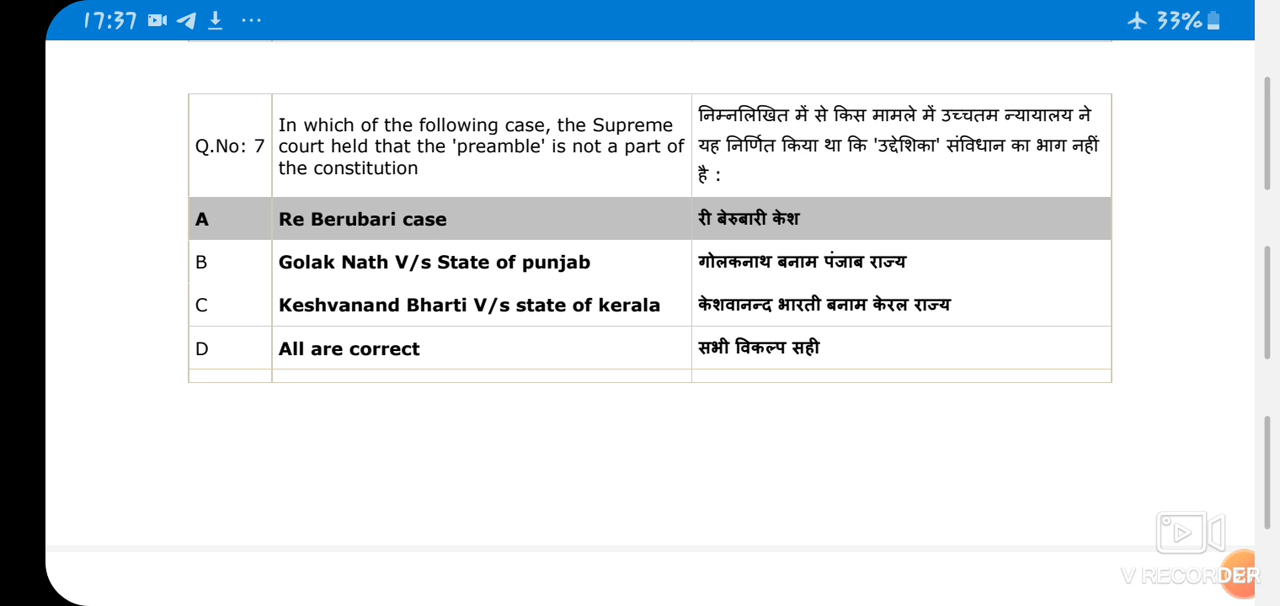 17:37 ... 33%
Q.No: 7
In which of the following case, the Supreme
court held that the 'preamble' is not a part of
the constitution
निम्नलिखित में से किस मामले में उच्चतम न्यायालय ने
यह निर्णित किया था कि 'उद्देशिका' संविधान का भाग नहीं
है :
A Re Berubari case री बेरुबारी केश
B Golak Nath V/s State of punjab गोलकनाथ बनाम पंजाब राज्य
C Keshvanand Bharti V/s state of kerala केशवानन्द भारती बनाम केरल राज्य
D All are correct सभी विकल्प सही
V RECORDER